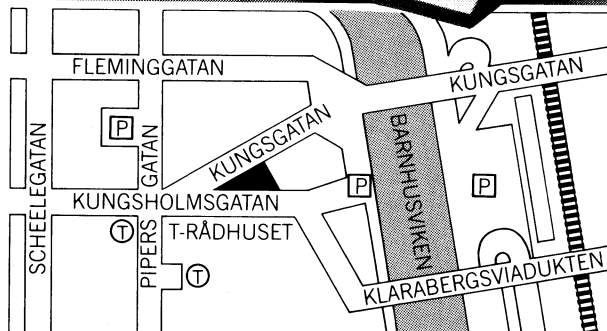 FLEMINGGATAN
KUNGSGATAN
P
KUNGSGATAN
BARNHUSVIKEN
SCHEELEGATAN
PIPERS GATAN
P
P
KUNGSHOLMSGATAN
T
T-RÅDHUSET
T
KLARABERGSVIADUKTEN